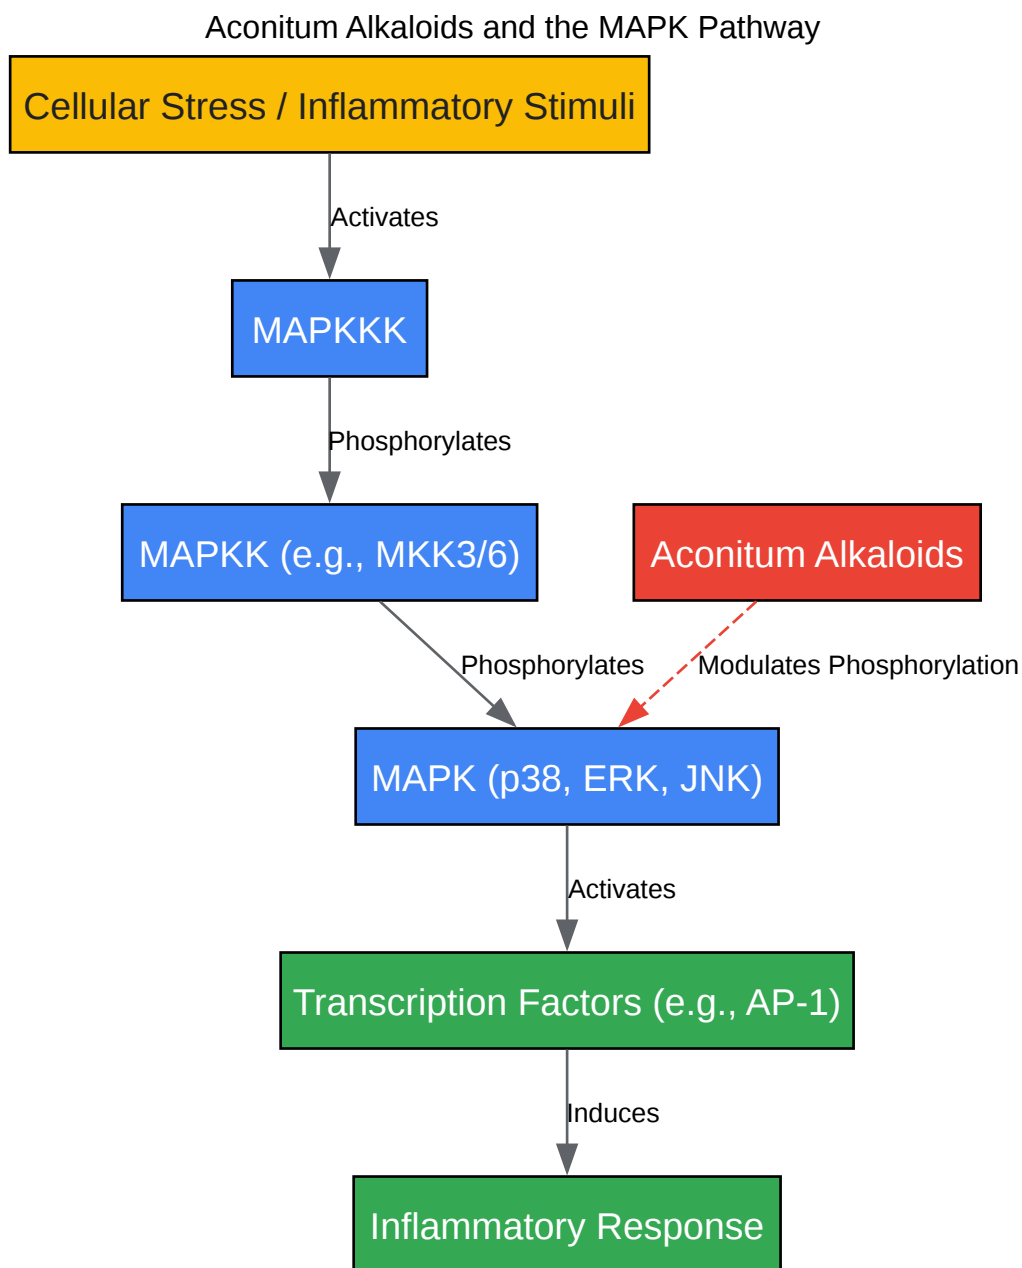 Aconitum Alkaloids and the MAPK Pathway
Cellular Stress / Inflammatory Stimuli
Activates
MAPKKK
Phosphorylates
MAPKK (e.g., MKK3/6)
Aconitum Alkaloids
Phosphorylates
Modulates Phosphorylation
MAPK (p38, ERK, JNK)
Activates
Transcription Factors (e.g., AP-1)
Induces
Inflammatory Response